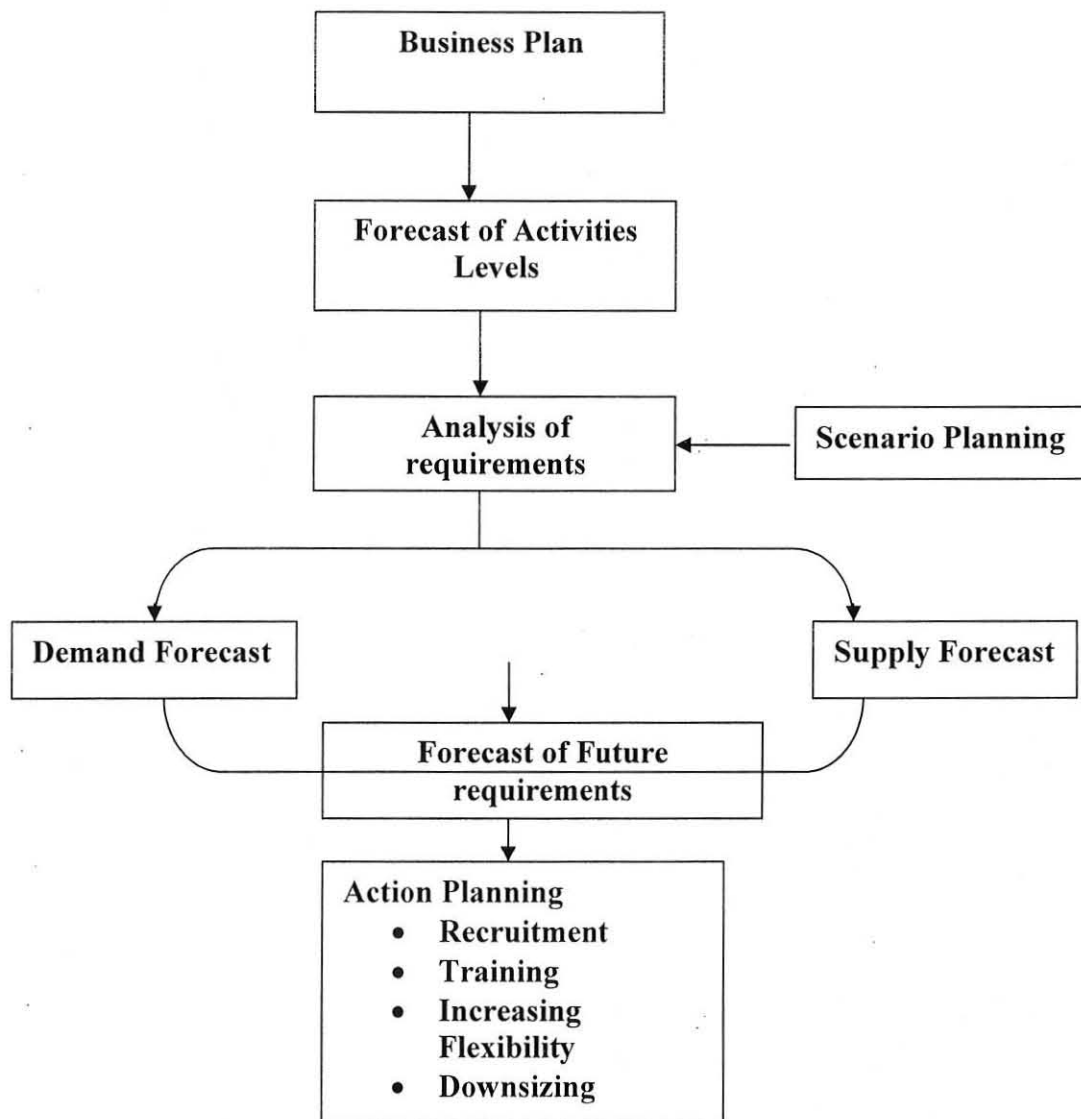 Business Plan
Forecast of Activities
Levels
Analysis of
requirements
Scenario Planning
Demand Forecast
Supply Forecast
Forecast of Future
requirements
Action Planning
• Recruitment
• Training
• Increasing
Flexibility
• Downsizing